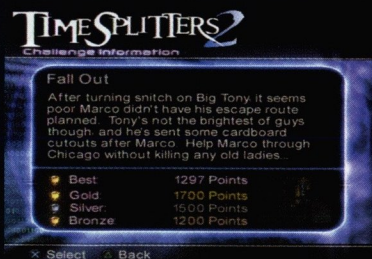 TIMESPLITTERS 2
Challenge Information
Fall Out
After turning snitch on Big Tony it seems
poor Marco didn't have his escape route
planned. Tony's not the brightest of guys
though and he's sent some cardboard
cutouts after Marco. Help Marco through
Chicago without killing any old ladies...
Best: 1297 Points
Gold: 1700 Points
Silver: 1500 Points
Bronze: 1200 Points
× Select △ Back